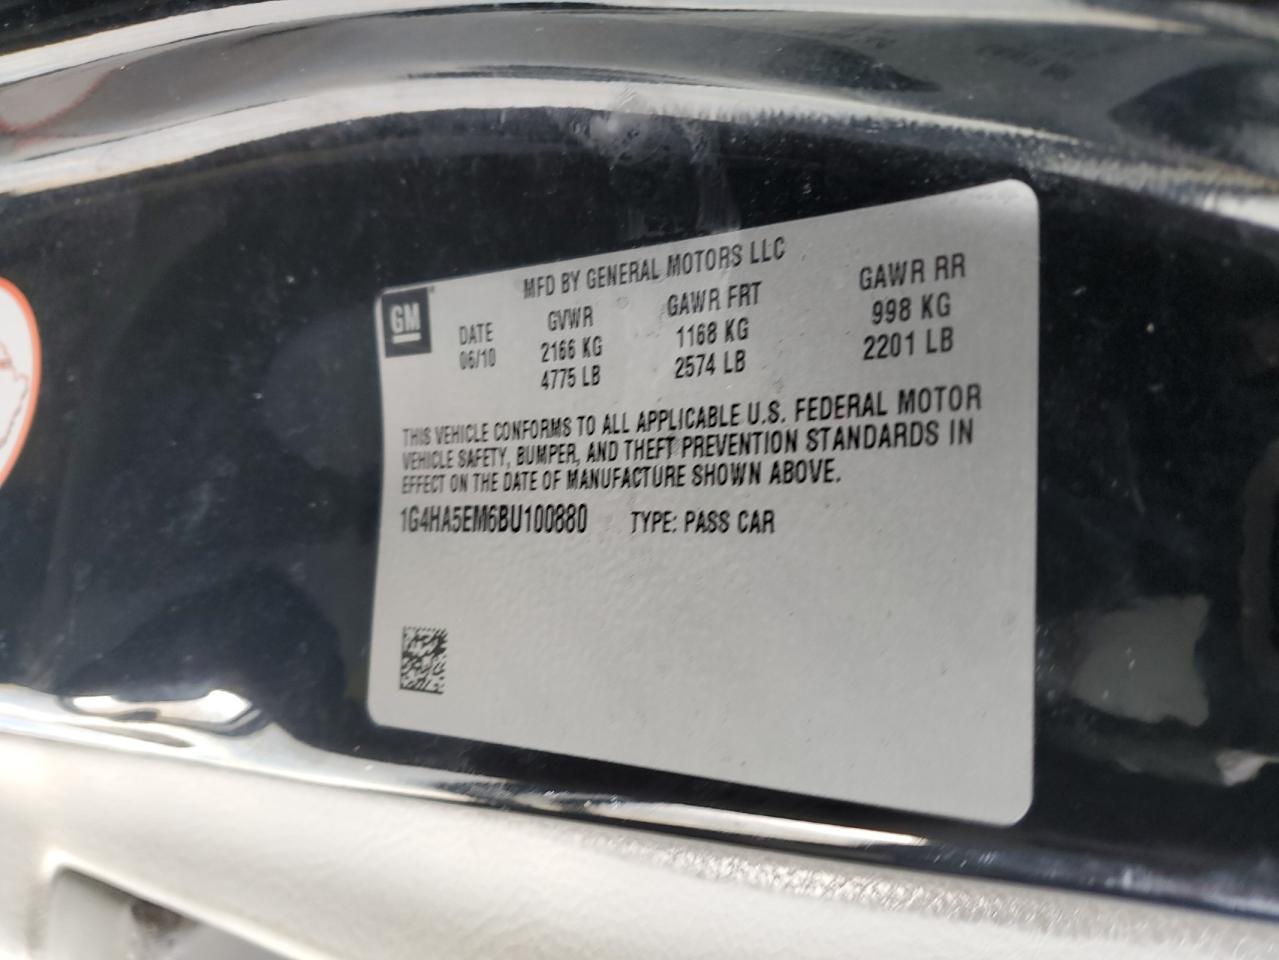 MFD BY GENERAL MOTORS LLC
GM
DATE GVWR GAWR FRT GAWR RR
06/10 2166 KG 1168 KG 998 KG
4775 LB 2574 LB 2201 LB
THIS VEHICLE CONFORMS TO ALL APPLICABLE U.S. FEDERAL MOTOR
VEHICLE SAFETY, BUMPER, AND THEFT PREVENTION STANDARDS IN
EFFECT ON THE DATE OF MANUFACTURE SHOWN ABOVE.
1G4HA5EM6BU100880 TYPE: PASS CAR